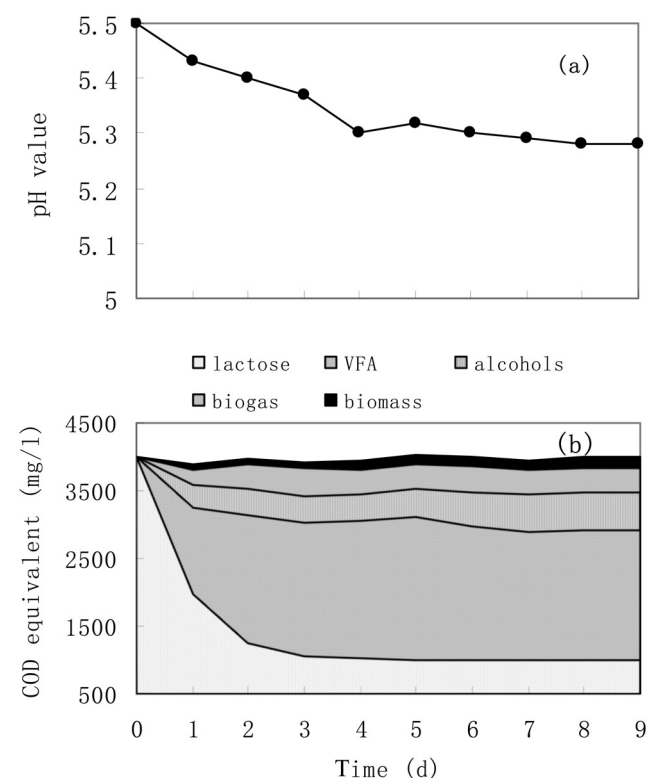 5.5
5.4
5.3
5.2
5.1
5
pH value
(a)
lactose VFA alcohols
biogas biomass
4500
3500
2500
1500
500
COD equivalent (mg/l)
(b)
0 1 2 3 4 5 6 7 8 9
Time (d)